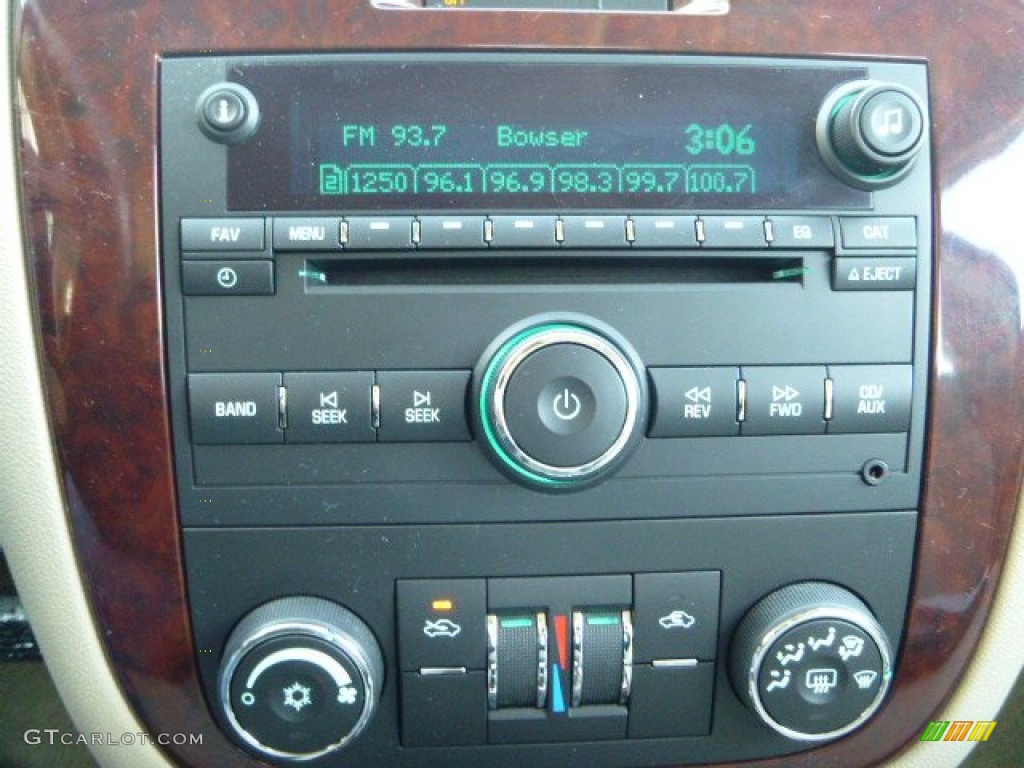 OFF
FM 93.7 Bowser 3:06
2 1250 96.1 96.9 98.3 99.7 100.7
FAV MENU EQ CAT
EJECT
BAND SEEK SEEK REV FWD CD/
AUX
GTCARLOT.COM